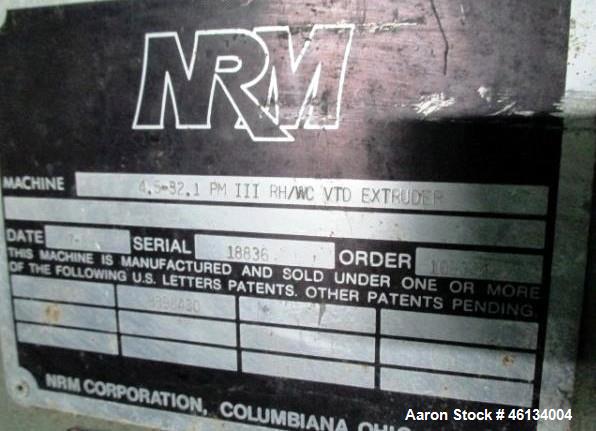 NRM
MACHINE 4.5-32.1 PM III RH/WC VTD EXTRUDER
DATE SERIAL 18836 ORDER
THIS MACHINE IS MANUFACTURED AND SOLD UNDER ONE OR MORE
OF THE FOLLOWING U.S. LETTERS PATENTS. OTHER PATENTS PENDING.
NRM CORPORATION, COLUMBIANA, OHIO
Aaron Stock # 46134004